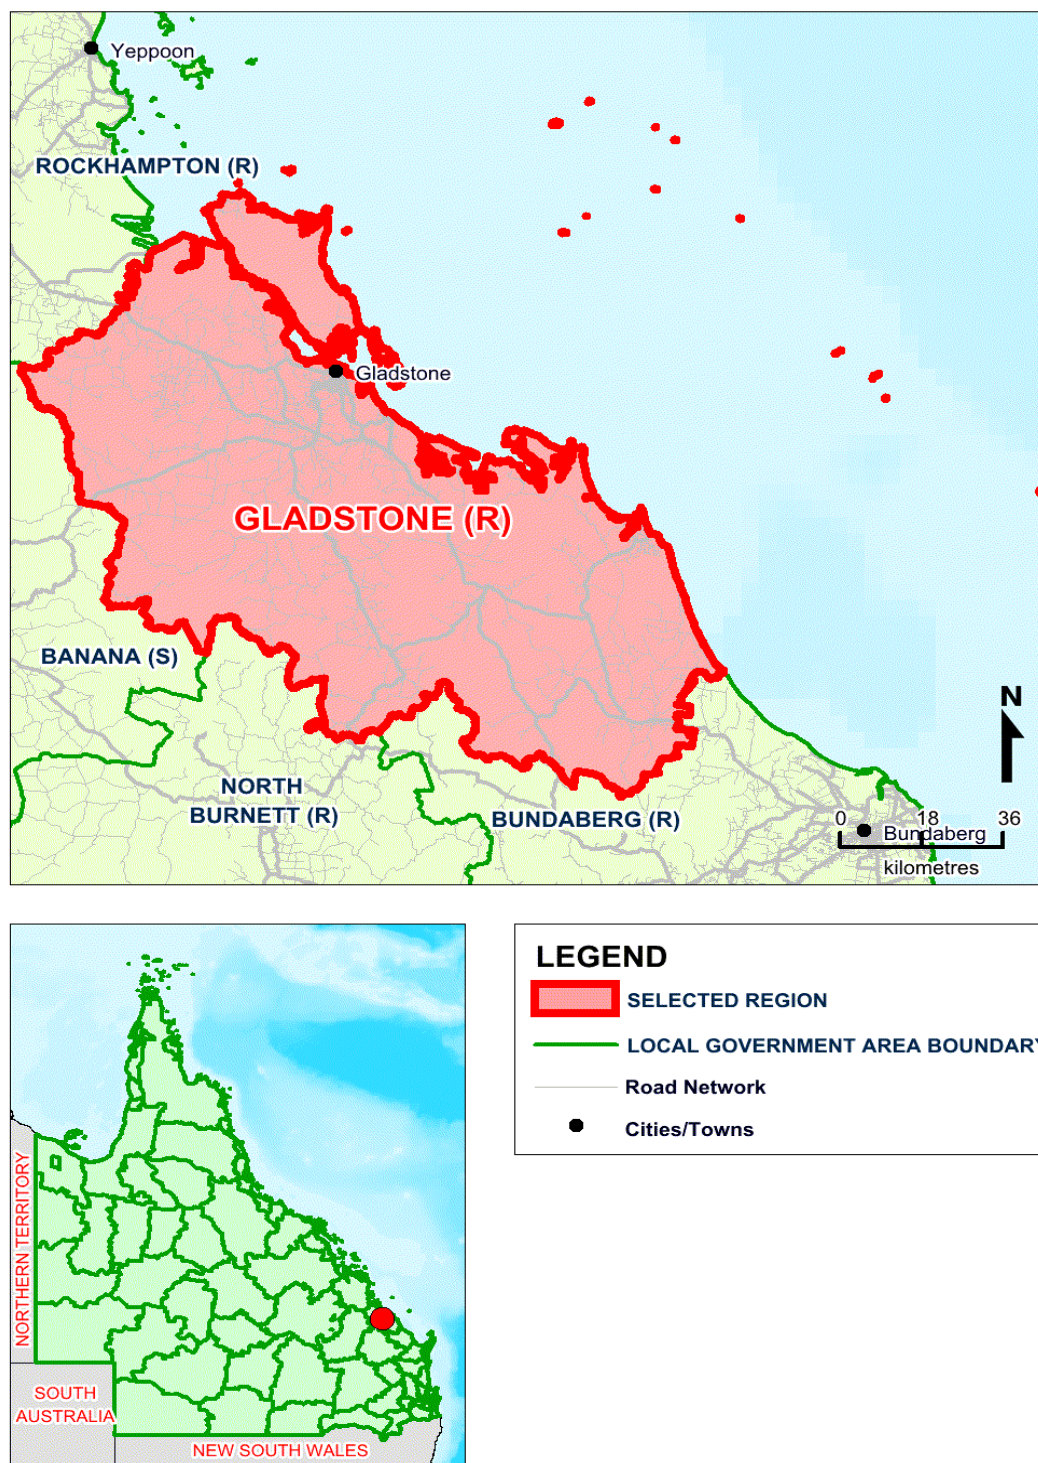 Yeppoon
ROCKHAMPTON (R)
Gladstone
GLADSTONE (R)
BANANA (S)
N
NORTH
BURNETT (R)
BUNDABERG (R)
0 18 36
Bundaberg
kilometres
LEGEND
SELECTED REGION
LOCAL GOVERNMENT AREA BOUNDARY
Road Network
Cities/Towns
NORTHERN TERRITORY
SOUTH
AUSTRALIA
NEW SOUTH WALES